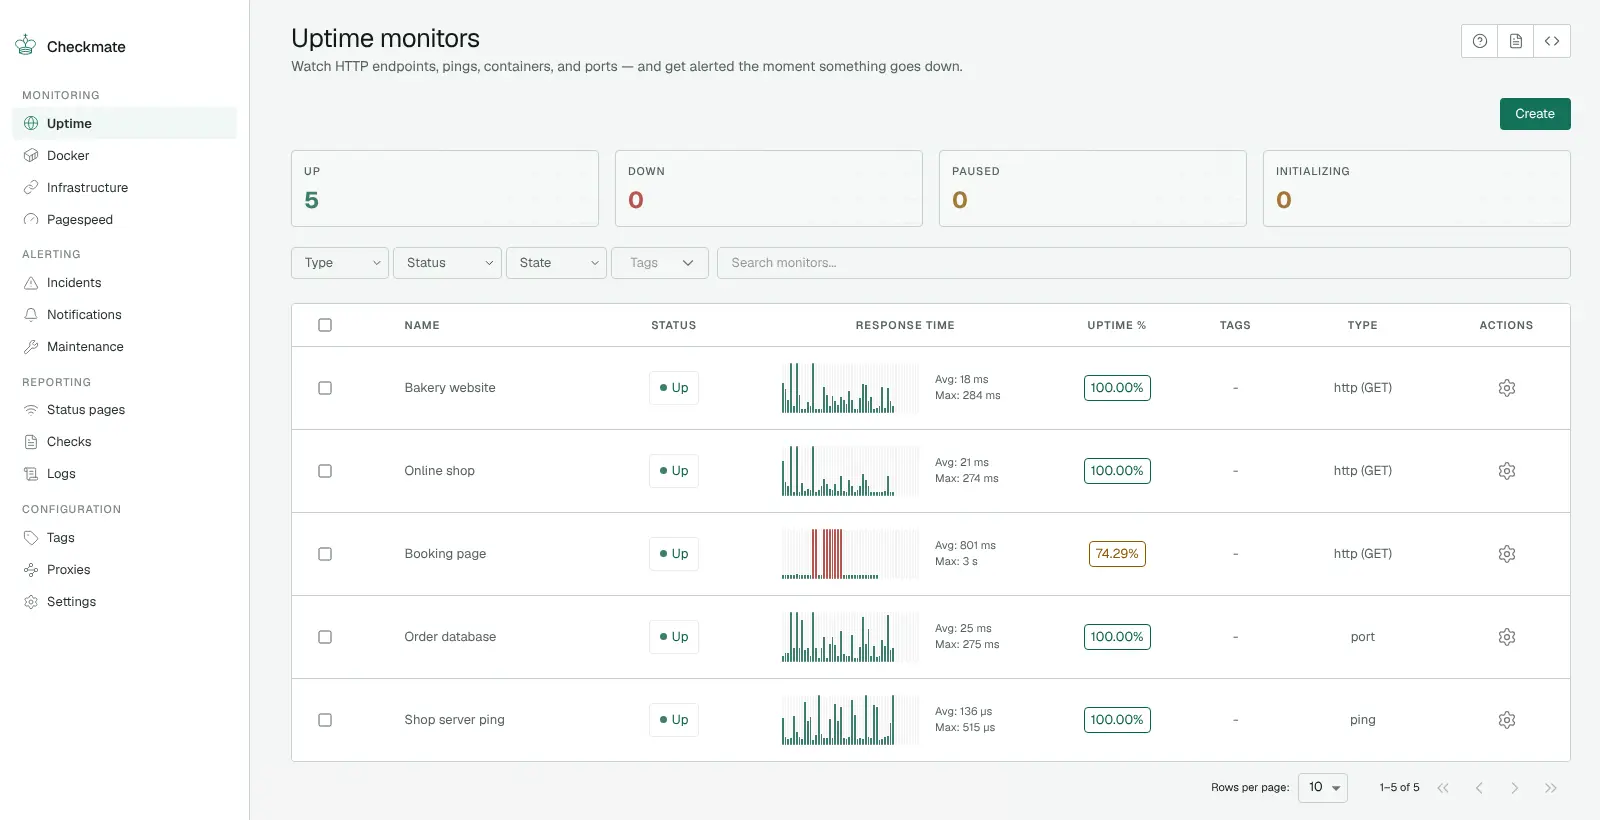 Checkmate
MONITORING
Uptime
Docker
Infrastructure
Pagespeed
ALERTING
Incidents
Notifications
Maintenance
REPORTING
Status pages
Checks
Logs
CONFIGURATION
Tags
Proxies
Settings
Uptime monitors
Watch HTTP endpoints, pings, containers, and ports — and get alerted the moment something goes down.
Create
UP
5
DOWN
0
PAUSED
0
INITIALIZING
0
Type
Status
State
Tags
Search monitors...
NAME STATUS RESPONSE TIME UPTIME % TAGS TYPE ACTIONS
Bakery website Up Avg: 18 ms 100.00% - http (GET)
Max: 284 ms
Online shop Up Avg: 21 ms 100.00% - http (GET)
Max: 274 ms
Booking page Up Avg: 801 ms 74.29% - http (GET)
Max: 3 s
Order database Up Avg: 25 ms 100.00% - port
Max: 275 ms
Shop server ping Up Avg: 136 µs 100.00% - ping
Max: 515 µs
Rows per page: 10 1–5 of 5